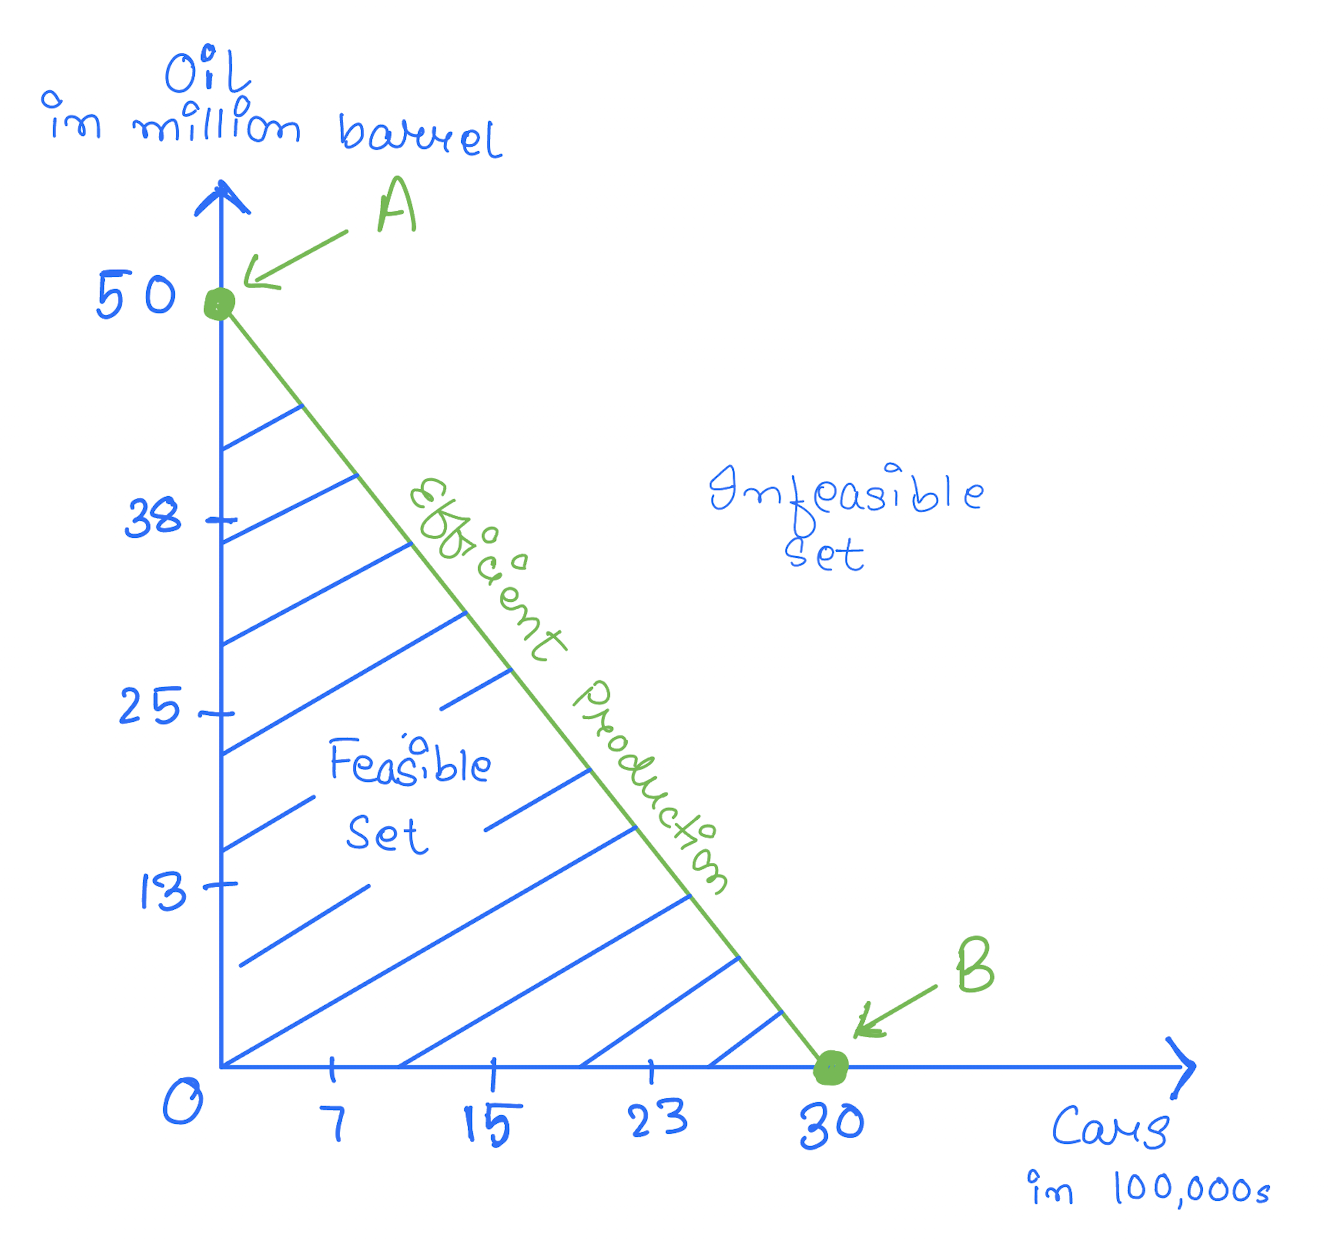 Oil
in million barrel
A
50
38
Efficient Production
Infeasible
set
25
Feasible
Set
13
B
0
7
15
23
30
Cars
in 100,000s